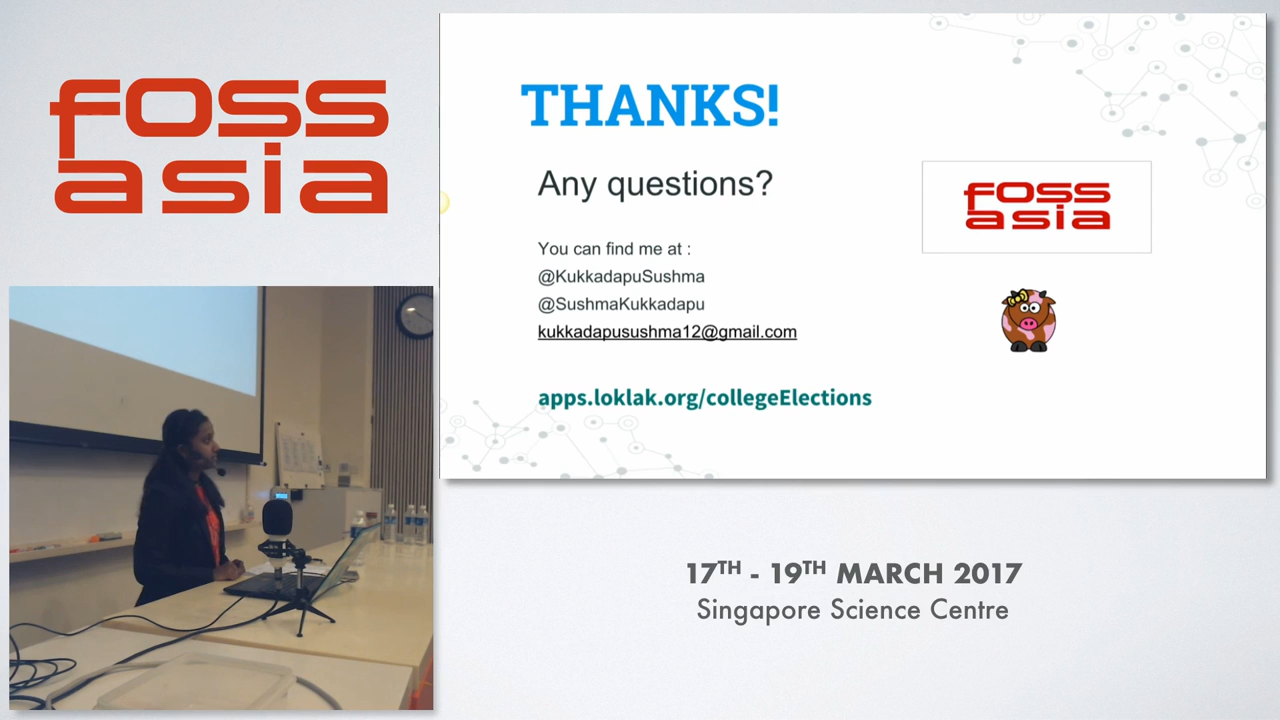 foss
asia
THANKS!
Any questions?
You can find me at :
@KukkadapuSushma
@SushmaKukkadapu
kukkadapusushma12@gmail.com
apps.loklak.org/collegeElections
foss
asia
17TH - 19TH MARCH 2017
Singapore Science Centre